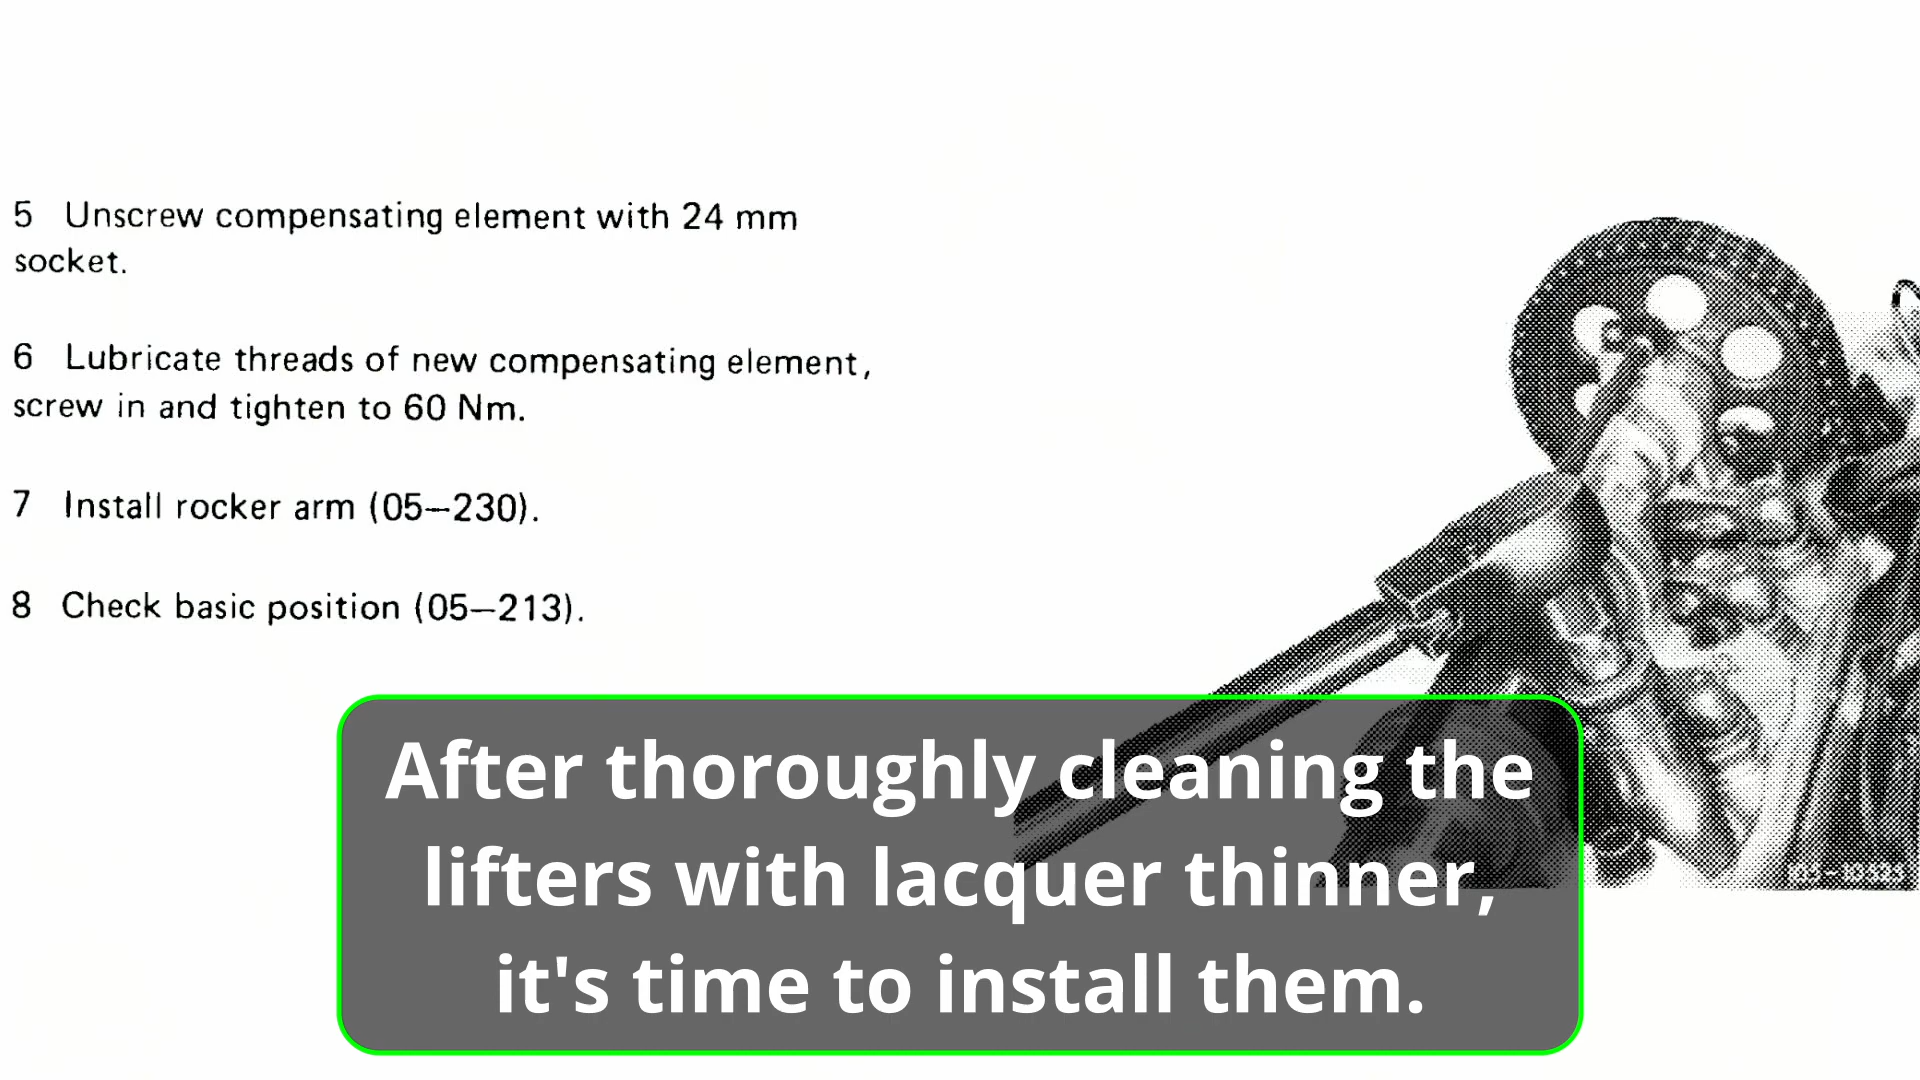 5 Unscrew compensating element with 24 mm
socket.
6 Lubricate threads of new compensating element,
screw in and tighten to 60 Nm.
7 Install rocker arm (05–230).
8 Check basic position (05–213).
After thoroughly cleaning the
lifters with lacquer thinner,
it's time to install them.